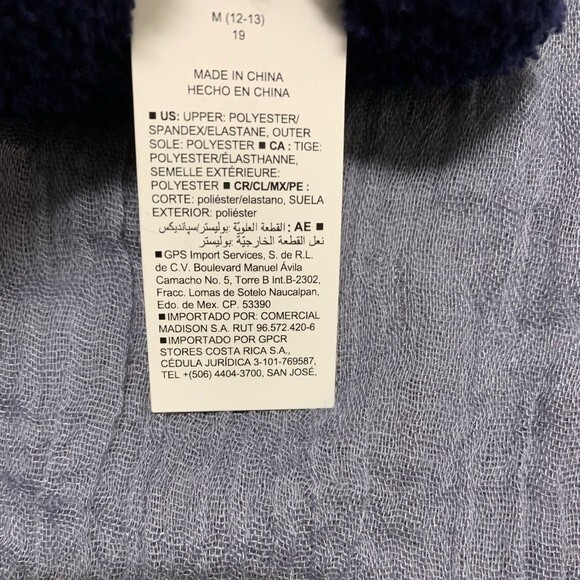 M (12-13)
19
MADE IN CHINA
HECHO EN CHINA
■ US: UPPER: POLYESTER/
SPANDEX/ELASTANE, OUTER
SOLE: POLYESTER ■ CA : TIGE:
POLYESTER/ÉLASTHANNE,
SEMELLE EXTÉRIEURE:
POLYESTER ■ CR/CL/MX/PE :
CORTE: poliéster/elastano, SUELA
EXTERIOR: poliéster
■ AE : القطعة العلويّة: بوليستر/سپاندیکس
نعل القطعة الخارجيّة: بوليستر
■ GPS Import Services, S. de R.L.
de C.V. Boulevard Manuel Ávila
Camacho No. 5, Torre B Int.B-2302,
Fracc. Lomas de Sotelo Naucalpan,
Edo. de Mex. CP. 53390
■ IMPORTADO POR: COMERCIAL
MADISON S.A. RUT 96.572.420-6
■ IMPORTADO POR GPCR
STORES COSTA RICA S.A.,
CÉDULA JURÍDICA 3-101-769587,
TEL +(506) 4404-3700, SAN JOSÉ,